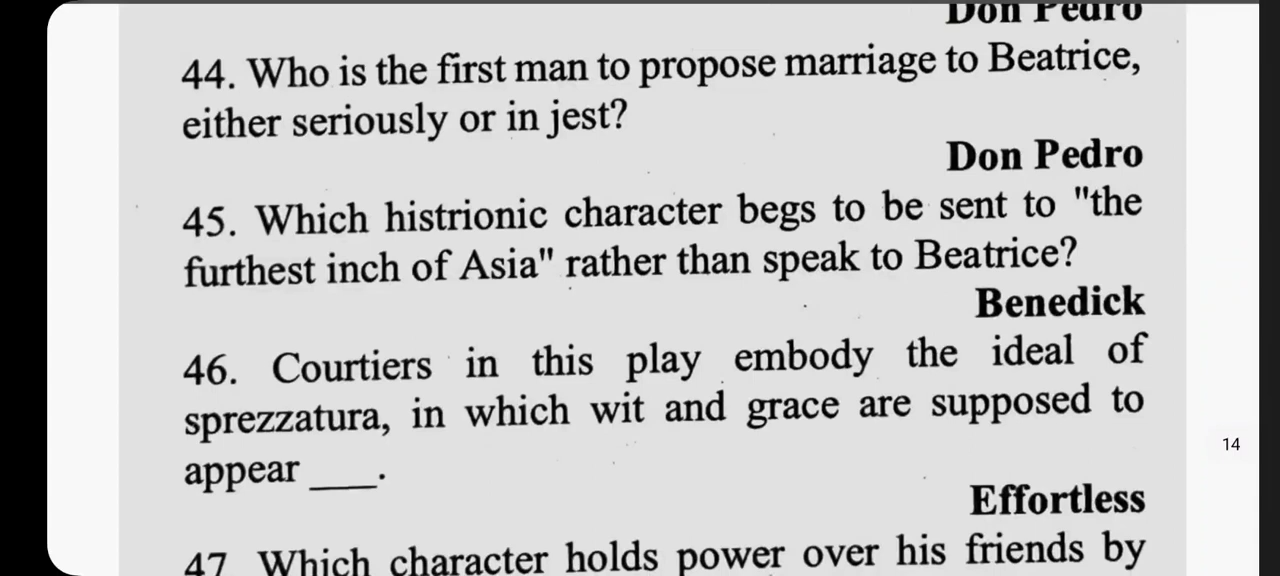 Don Pedro
44. Who is the first man to propose marriage to Beatrice,
either seriously or in jest?
Don Pedro
45. Which histrionic character begs to be sent to "the
furthest inch of Asia" rather than speak to Beatrice?
Benedick
46. Courtiers in this play embody the ideal of
sprezzatura, in which wit and grace are supposed to
appear ___.
14
Effortless
47 Which character holds power over his friends by